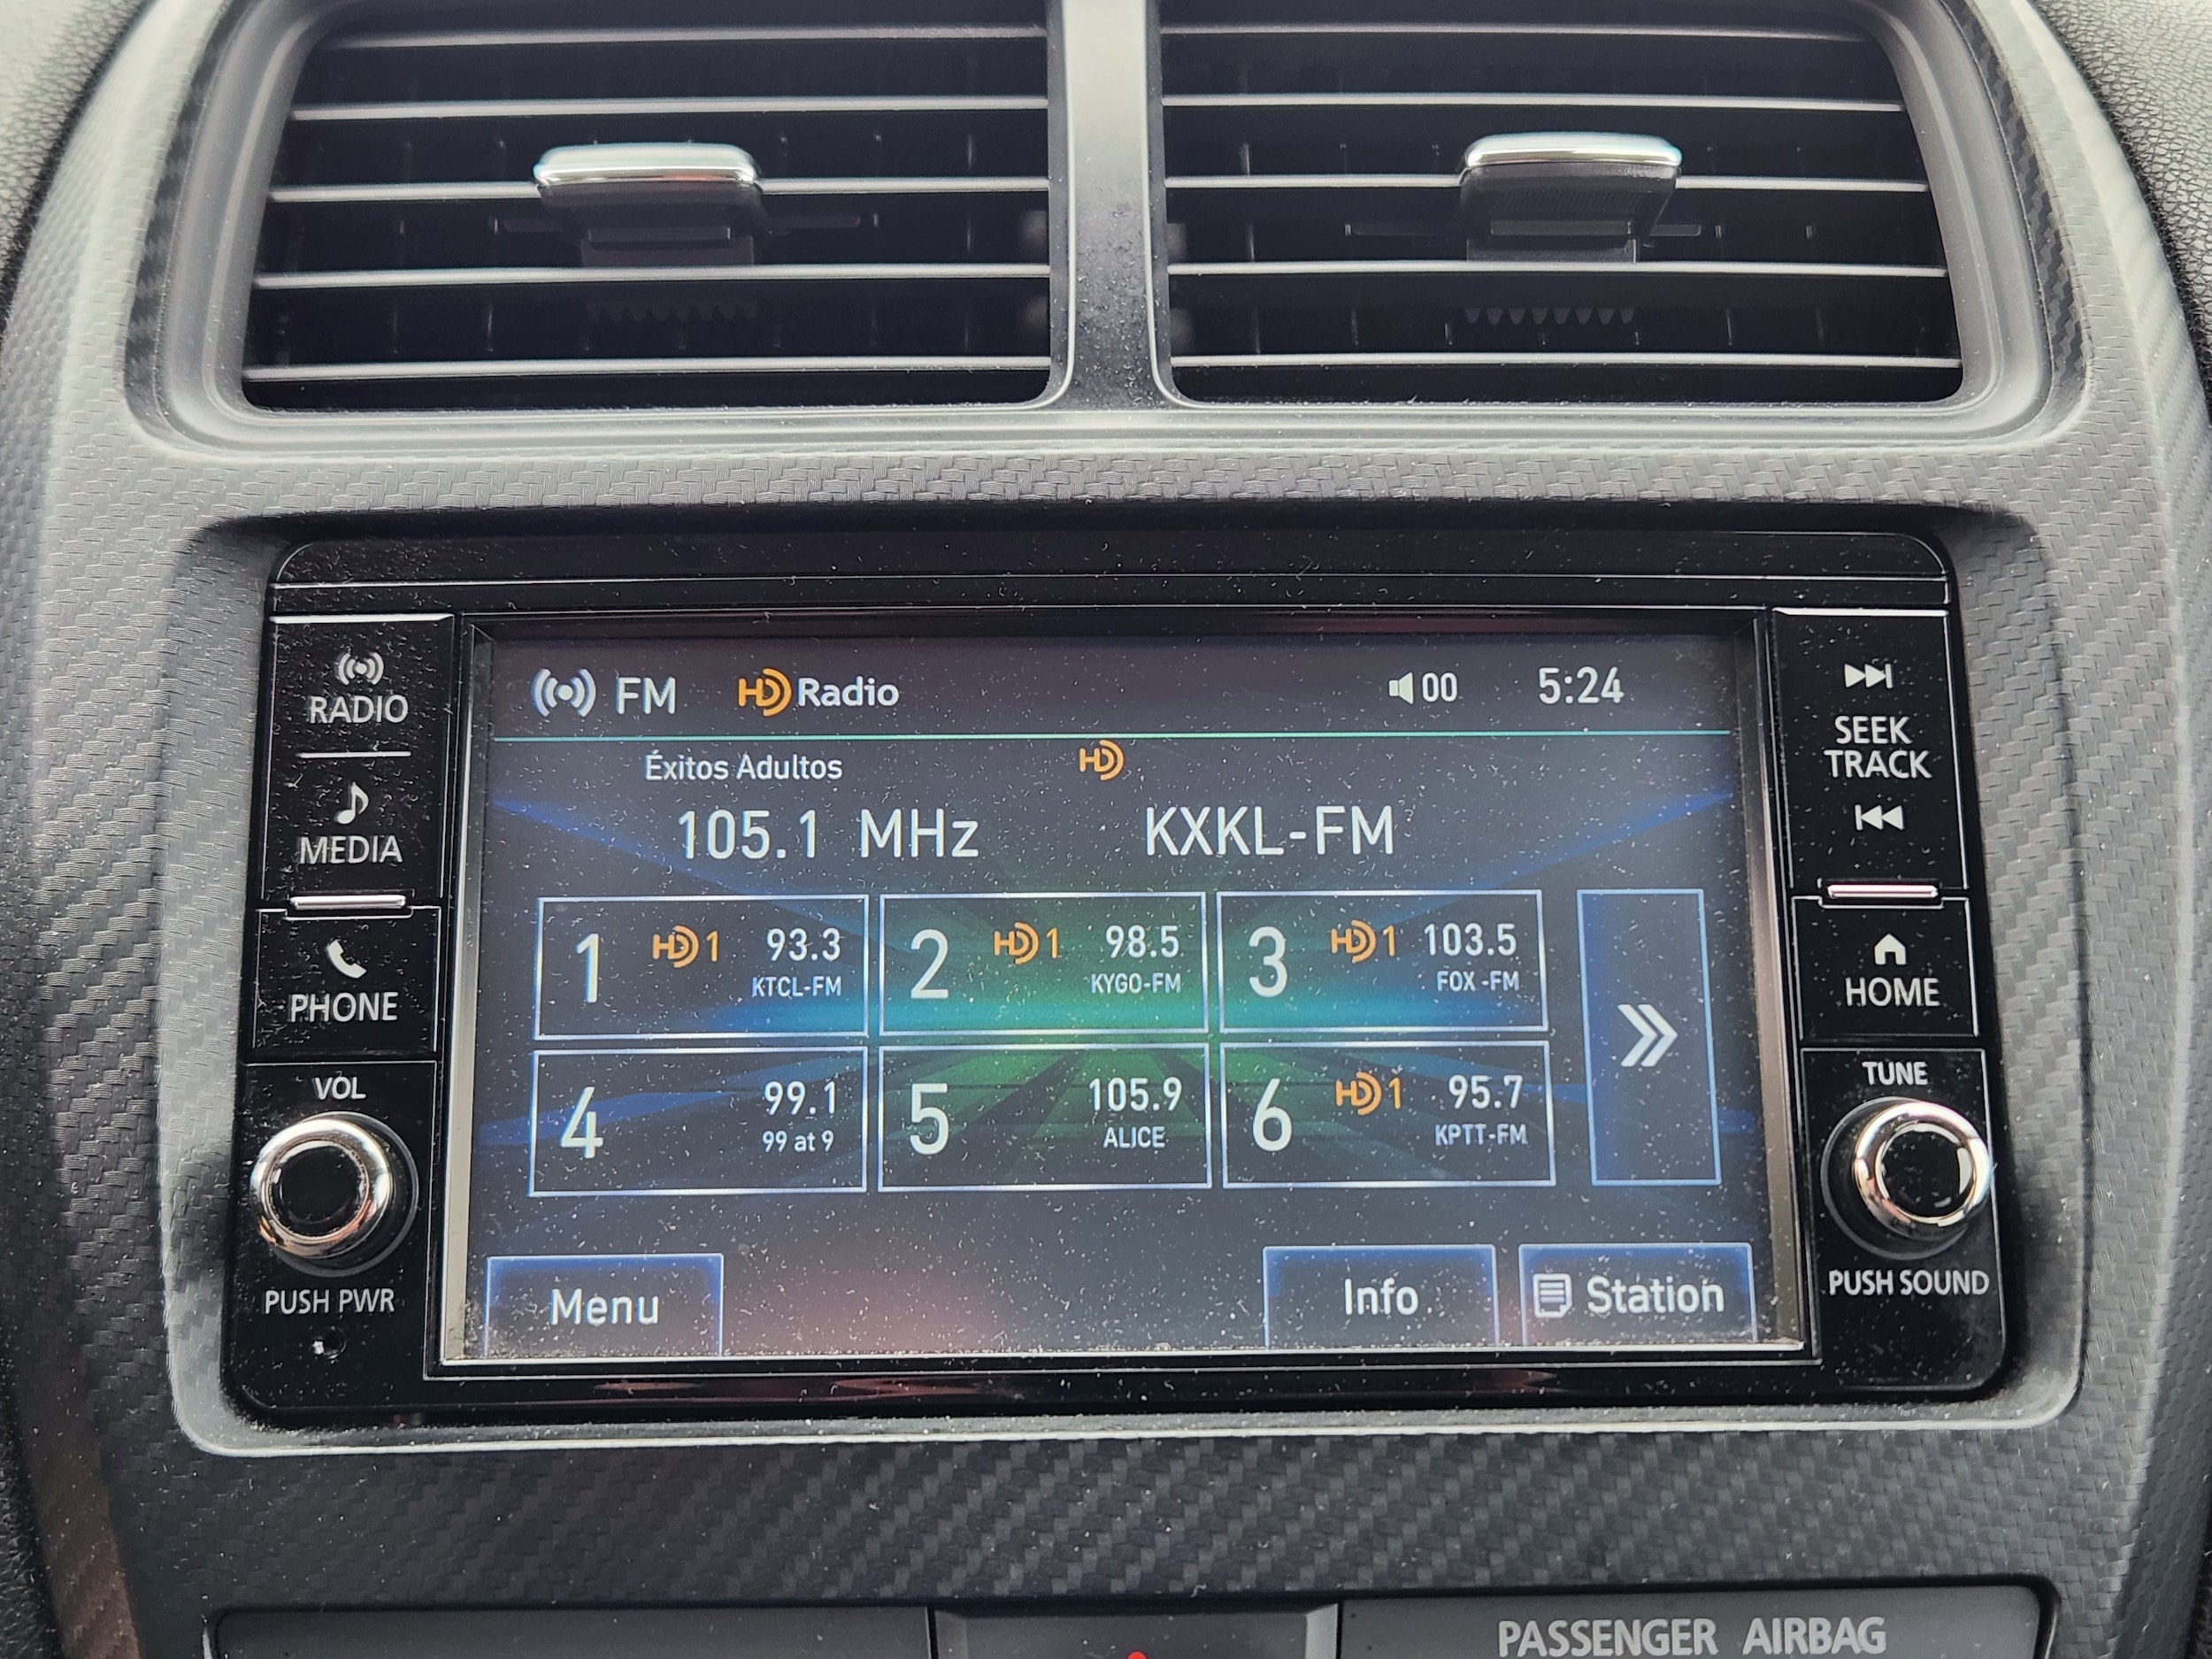 RADIO
MEDIA
PHONE
VOL
PUSH PWR
FM HD Radio 00 5:24
Éxitos Adultos HD
105.1 MHz KXKL-FM
1 HD 1 93.3
KTCL-FM
2 HD 1 98.5
KYGO-FM
3 HD 1 103.5
FOX -FM
4 99.1
99 at 9
5 105.9
ALICE
6 HD 1 95.7
KPTT-FM
Menu Info Station
SEEK
TRACK
HOME
TUNE
PUSH SOUND
PASSENGER AIRBAG